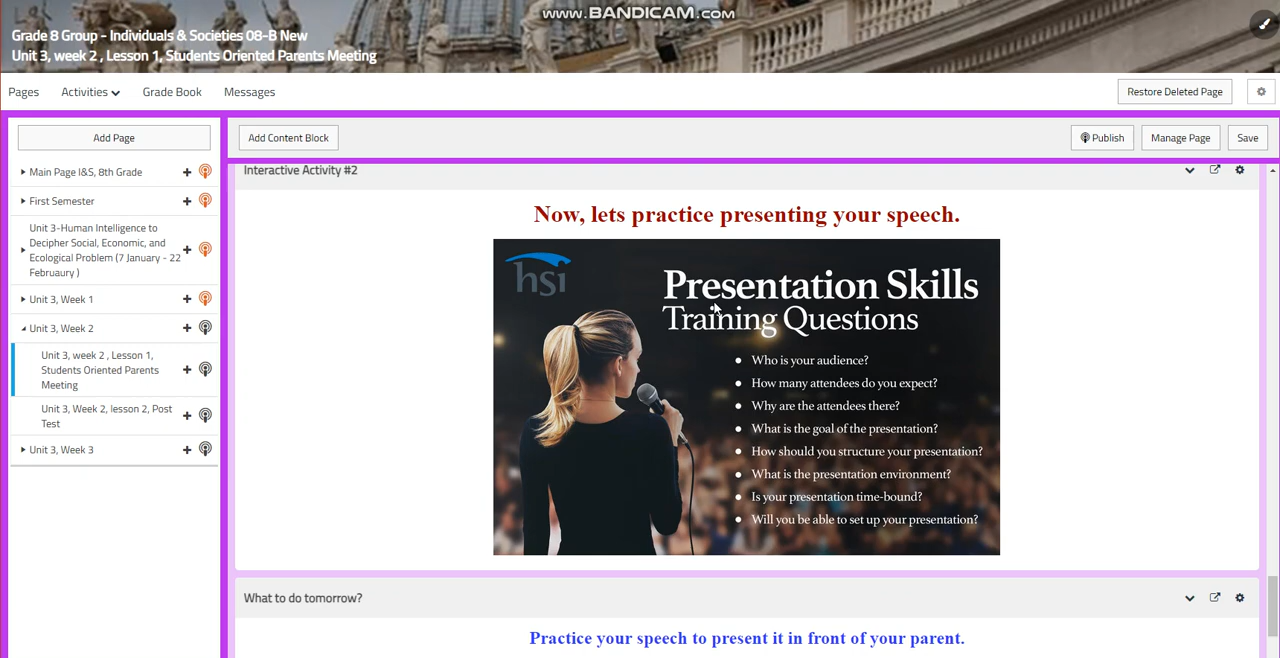 www.BANDICAM.com
Grade 8 Group - Individuals & Societies 08-B New
Unit 3, week 2 , Lesson 1, Students Oriented Parents Meeting
Pages
Activities
Grade Book
Messages
Restore Deleted Page
Add Page
Add Content Block
Publish
Manage Page
Save
Main Page I&S, 8th Grade
First Semester
Unit 3-Human Intelligence to
Decipher Social, Economic, and
Ecological Problem (7 January - 22
Februaury )
Unit 3, Week 1
Unit 3, Week 2
Unit 3, week 2 , Lesson 1,
Students Oriented Parents
Meeting
Unit 3, Week 2, lesson 2, Post
Test
Unit 3, Week 3
Interactive Activity #2
Now, lets practice presenting your speech.
hsi
Presentation Skills
Training Questions
Who is your audience?
How many attendees do you expect?
Why are the attendees there?
What is the goal of the presentation?
How should you structure your presentation?
What is the presentation environment?
Is your presentation time-bound?
Will you be able to set up your presentation?
What to do tomorrow?
Practice your speech to present it in front of your parent.